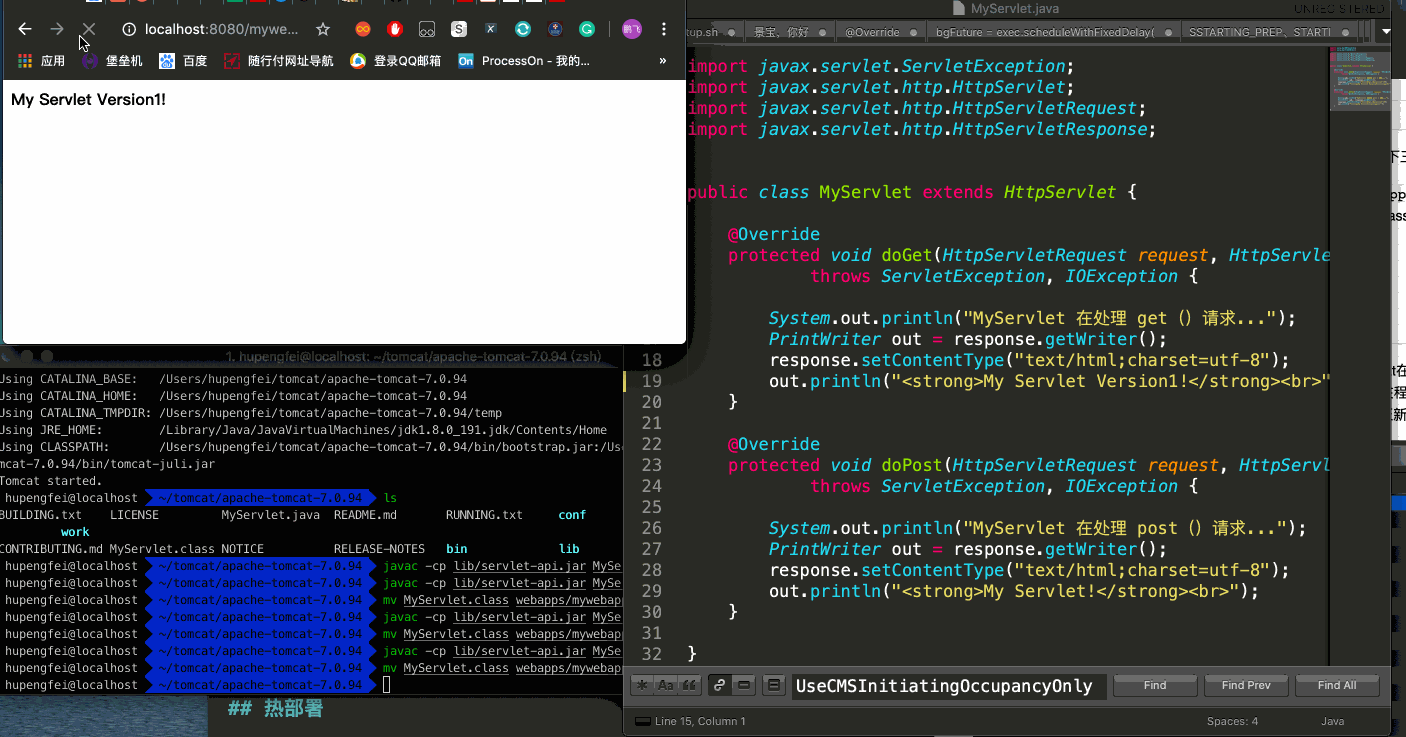 localhost:8080/mywe...
应用 堡垒机 百度 随行付网址导航 登录QQ邮箱 On ProcessOn - 我的... »
My Servlet Version1!
1. hupengfei@localhost: ~/tomcat/apache-tomcat-7.0.94 (zsh)
Using CATALINA_BASE: /Users/hupengfei/tomcat/apache-tomcat-7.0.94
Using CATALINA_HOME: /Users/hupengfei/tomcat/apache-tomcat-7.0.94
Using CATALINA_TMPDIR: /Users/hupengfei/tomcat/apache-tomcat-7.0.94/temp
Using JRE_HOME: /Library/Java/JavaVirtualMachines/jdk1.8.0_191.jdk/Contents/Home
Using CLASSPATH: /Users/hupengfei/tomcat/apache-tomcat-7.0.94/bin/bootstrap.jar:/Us
mcat-7.0.94/bin/tomcat-juli.jar
Tomcat started.
hupengfei@localhost ~/tomcat/apache-tomcat-7.0.94 ls
BUILDING.txt LICENSE MyServlet.java README.md RUNNING.txt conf
work
CONTRIBUTING.md MyServlet.class NOTICE RELEASE-NOTES bin lib
hupengfei@localhost ~/tomcat/apache-tomcat-7.0.94 javac -cp lib/servlet-api.jar MySe
hupengfei@localhost ~/tomcat/apache-tomcat-7.0.94 javac -cp lib/servlet-api.jar MySe
hupengfei@localhost ~/tomcat/apache-tomcat-7.0.94 mv MyServlet.class webapps/mywebap
hupengfei@localhost ~/tomcat/apache-tomcat-7.0.94 javac -cp lib/servlet-api.jar MySe
hupengfei@localhost ~/tomcat/apache-tomcat-7.0.94 mv MyServlet.class webapps/mywebap
hupengfei@localhost ~/tomcat/apache-tomcat-7.0.94 javac -cp lib/servlet-api.jar MySe
hupengfei@localhost ~/tomcat/apache-tomcat-7.0.94 mv MyServlet.class webapps/mywebap
hupengfei@localhost ~/tomcat/apache-tomcat-7.0.94
## 热部署
MyServlet.java
tup.sh 景宝，你好 @Override bgFuture = exec.scheduleWithFixedDelay( SSTARTING_PREP、START
import javax.servlet.ServletException;
import javax.servlet.http.HttpServlet;
import javax.servlet.http.HttpServletRequest;
import javax.servlet.http.HttpServletResponse;
public class MyServlet extends HttpServlet {
@Override
protected void doGet(HttpServletRequest request, HttpServle
throws ServletException, IOException {
System.out.println("MyServlet 在处理 get（）请求...");
PrintWriter out = response.getWriter();
18 response.setContentType("text/html;charset=utf-8");
19 out.println("<strong>My Servlet Version1!</strong><br>"
20 }
21
22 @Override
23 protected void doPost(HttpServletRequest request, HttpServl
24 throws ServletException, IOException {
25
26 System.out.println("MyServlet 在处理 post（）请求...");
27 PrintWriter out = response.getWriter();
28 response.setContentType("text/html;charset=utf-8");
29 out.println("<strong>My Servlet!</strong><br>");
30 }
31
32 }
UseCMSInitiatingOccupancyOnly Find Find Prev Find All
Line 15, Column 1 Spaces: 4 Java